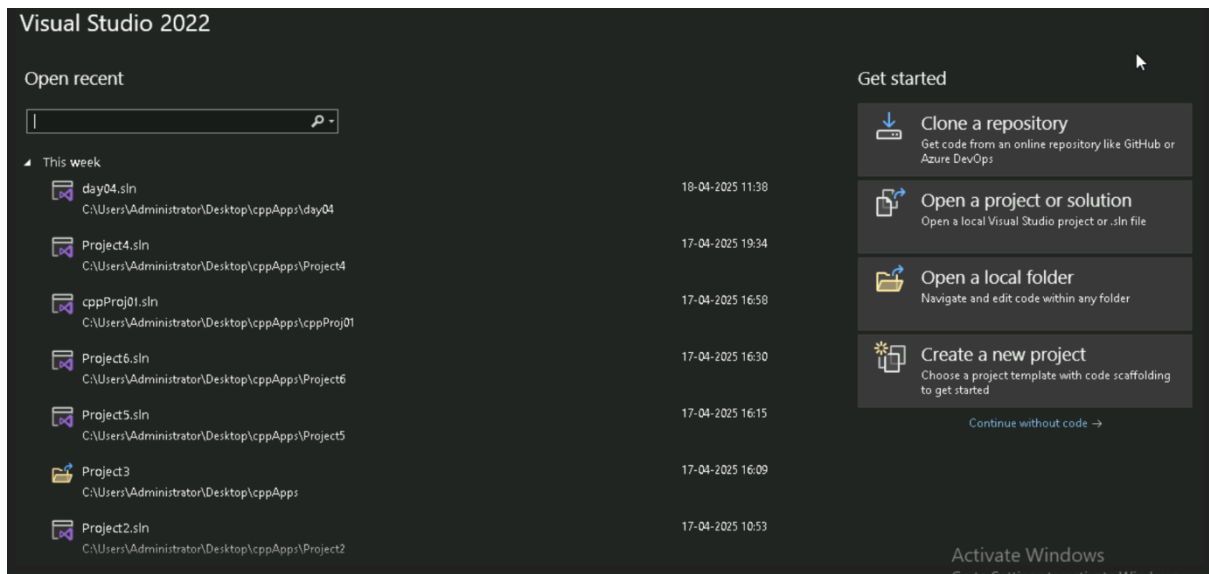 Visual Studio 2022
Open recent
This week
day04.sln 18-04-2025 11:38
C:\Users\Administrator\Desktop\cppApps\day04
Project4.sln 17-04-2025 19:34
C:\Users\Administrator\Desktop\cppApps\Project4
cppProj01.sln 17-04-2025 16:58
C:\Users\Administrator\Desktop\cppApps\cppProj01
Project6.sln 17-04-2025 16:30
C:\Users\Administrator\Desktop\cppApps\Project6
Project5.sln 17-04-2025 16:15
C:\Users\Administrator\Desktop\cppApps\Project5
Project3 17-04-2025 16:09
C:\Users\Administrator\Desktop\cppApps
Project2.sln 17-04-2025 10:53
C:\Users\Administrator\Desktop\cppApps\Project2
Get started
Clone a repository
Get code from an online repository like GitHub or
Azure DevOps
Open a project or solution
Open a local Visual Studio project or .sln file
Open a local folder
Navigate and edit code within any folder
Create a new project
Choose a project template with code scaffolding
to get started
Continue without code →
Activate Windows